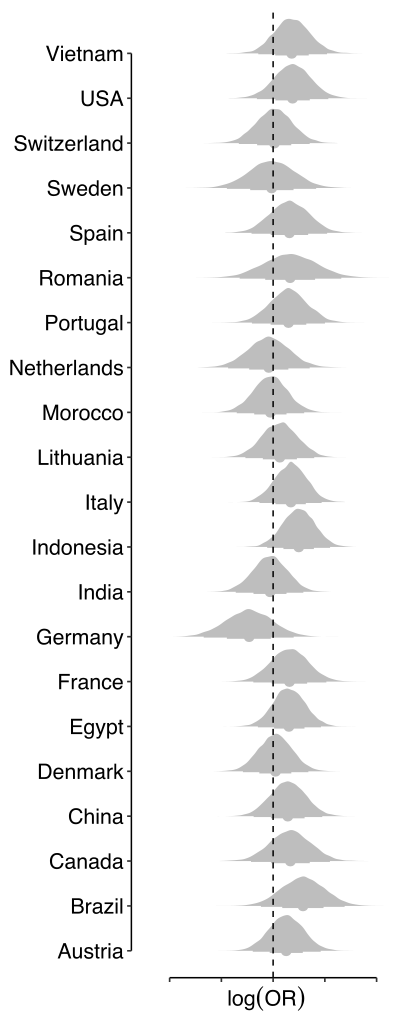 Vietnam
USA
Switzerland
Sweden
Spain
Romania
Portugal
Netherlands
Morocco
Lithuania
Italy
Indonesia
India
Germany
France
Egypt
Denmark
China
Canada
Brazil
Austria
log(OR)